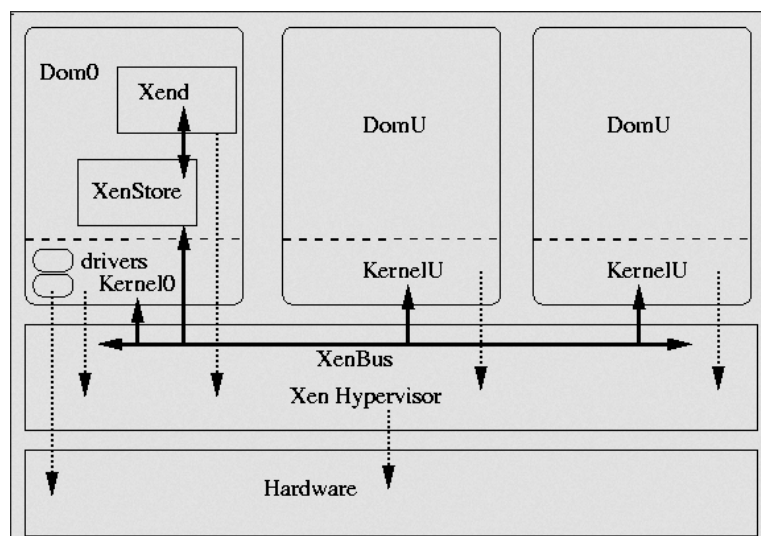 Dom0
Xend
XenStore
drivers
Kernel0
DomU
KernelU
DomU
KernelU
XenBus
Xen Hypervisor
Hardware